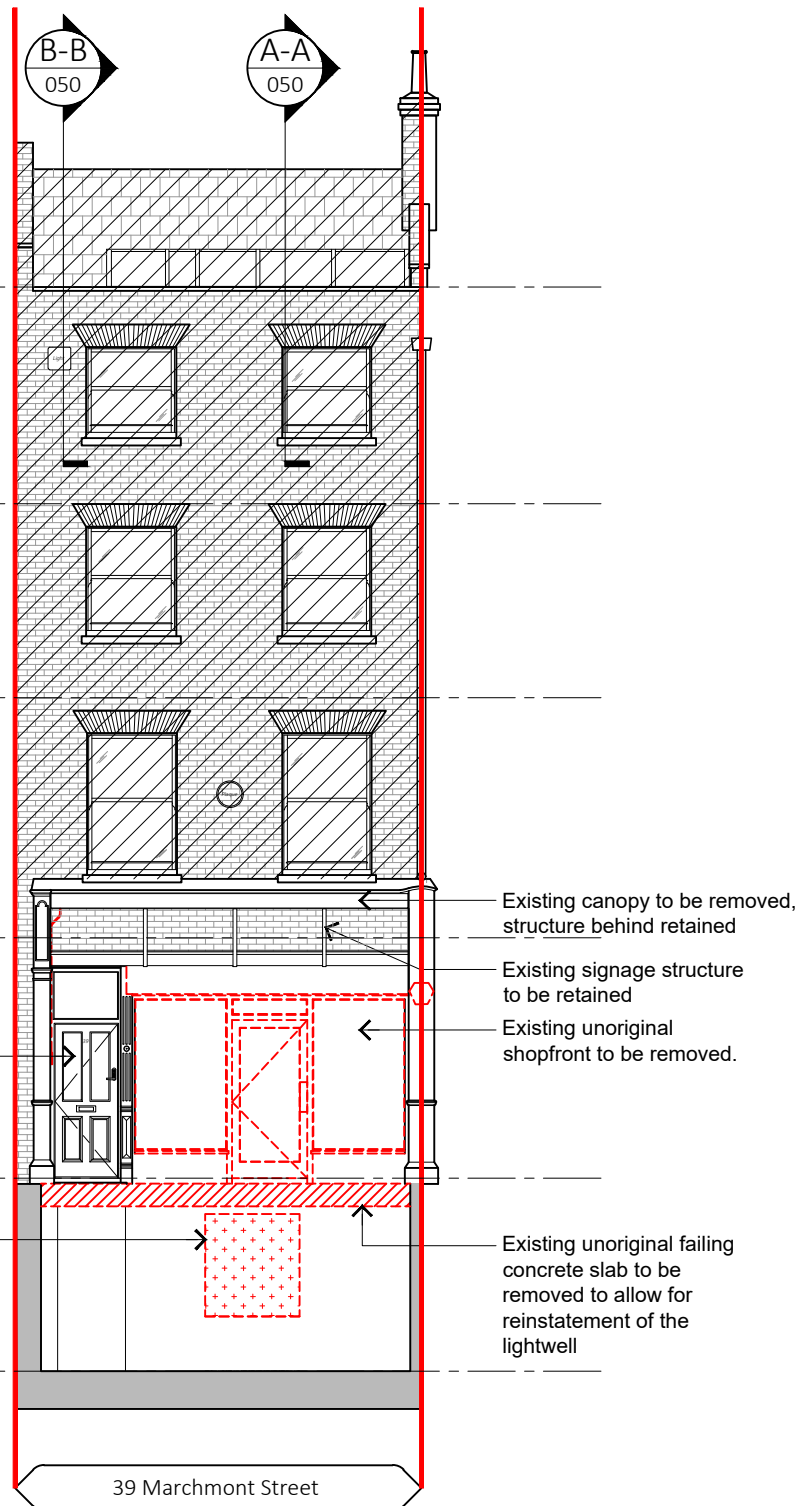 B-B
050
A-A
050
Light
Existing canopy to be removed,
structure behind retained
Existing signage structure
to be retained
Existing unoriginal
shopfront to be removed.
39
Existing unoriginal failing
concrete slab to be
removed to allow for
reinstatement of the
lightwell
39 Marchmont Street